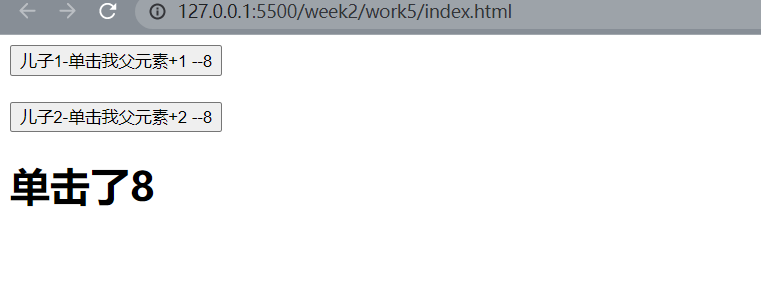 127.0.0.1:5500/week2/work5/index.html
儿子1-单击我父元素+1 --8
儿子2-单击我父元素+2 --8
单击了8